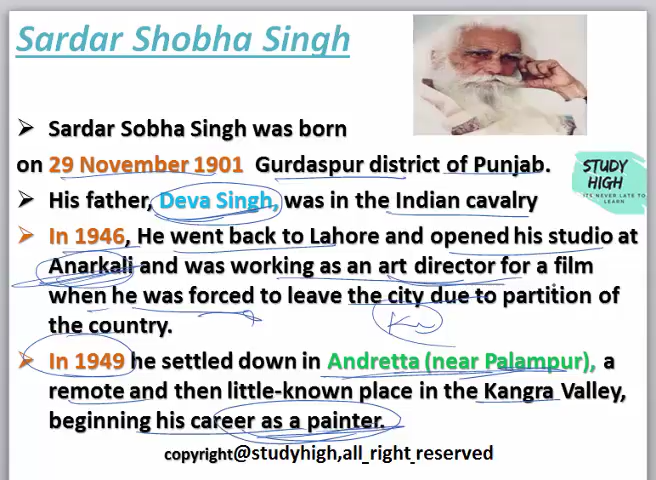 Sardar Shobha Singh
➢ Sardar Sobha Singh was born
on 29 November 1901 Gurdaspur district of Punjab.
STUDY
HIGH
ITS NEVER LATE TO
LEARN
➢ His father, Deva Singh, was in the Indian cavalry
➢ In 1946, He went back to Lahore and opened his studio at
Anarkali and was working as an art director for a film
when he was forced to leave the city due to partition of
the country.
➢ In 1949 he settled down in Andretta (near Palampur), a
remote and then little-known place in the Kangra Valley,
beginning his career as a painter.
copyright@studyhigh,all_right_reserved